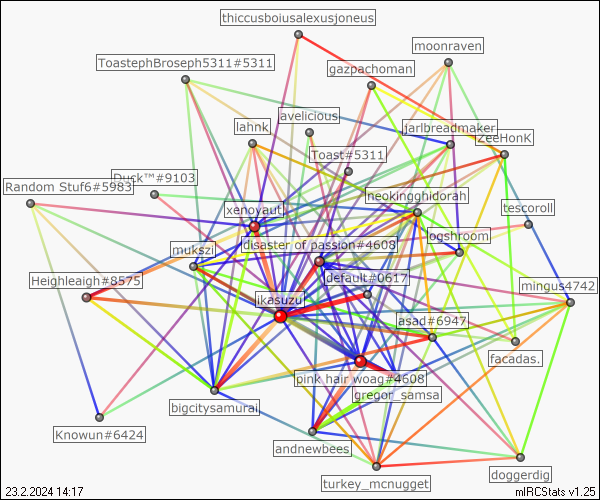 thiccusboiusalexusjoneus
moonraven
ToastephBroseph5311#5311
gazpachoman
avelicious
lahnk
jarlbreadmaker
ZeeHonK
Toast#5311
Duck™#9103
Random Stuf6#5983
neokingghidorah
xenoyaut
tescoroll
ogshroom
disaster of passion#4608
mukszi
default#0617
Heighleaigh#8575
mingus4742
ikasuzu
asad#6947
facadas.
pink hair woag#4608
gregor_samsa
bigcitysamurai
Knowun#6424
andnewbees
doggerdig
turkey_mcnugget
23.2.2024 14:17
mIRCStats v1.25